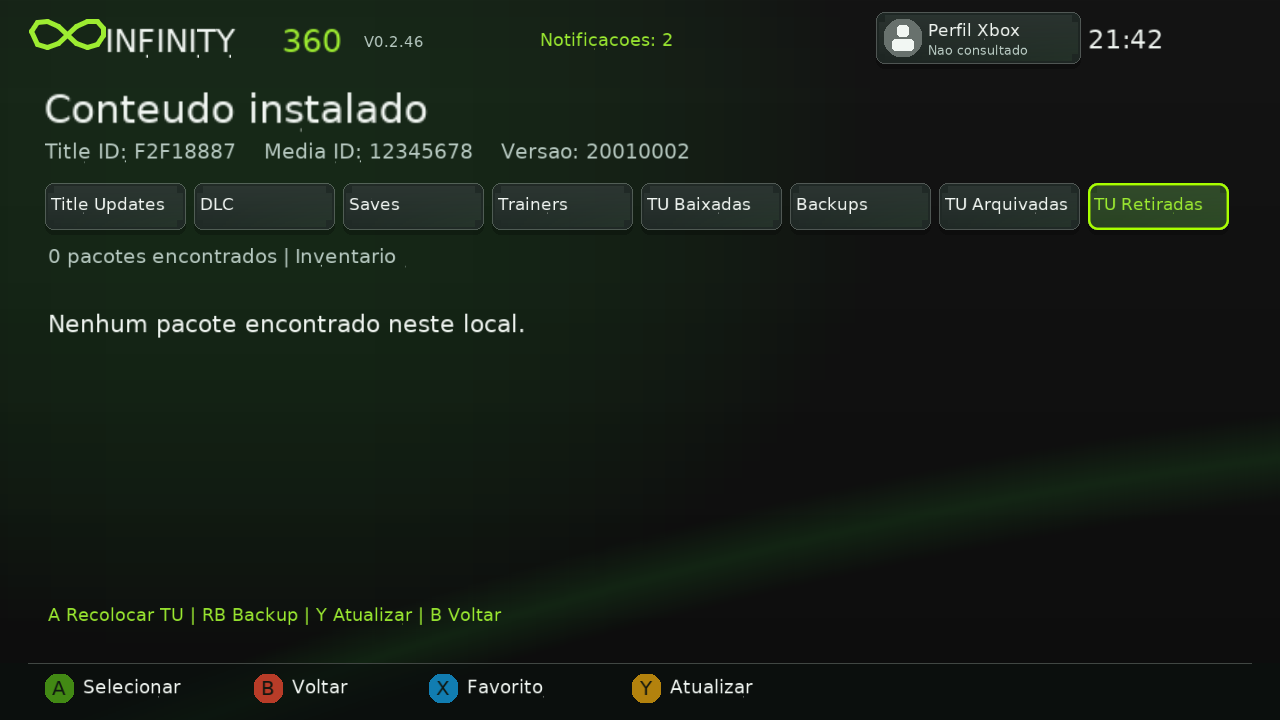 INFINITY 360 V0.2.46 Notificacoes: 2 Perfil Xbox 21:42
Nao consultado
Conteudo instalado
Title ID: F2F18887 Media ID: 12345678 Versao: 20010002
Title Updates DLC Saves Trainers TU Baixadas Backups TU Arquivadas TU Retiradas
0 pacotes encontrados | Inventario
Nenhum pacote encontrado neste local.
A Recolocar TU | RB Backup | Y Atualizar | B Voltar
A Selecionar B Voltar X Favorito Y Atualizar